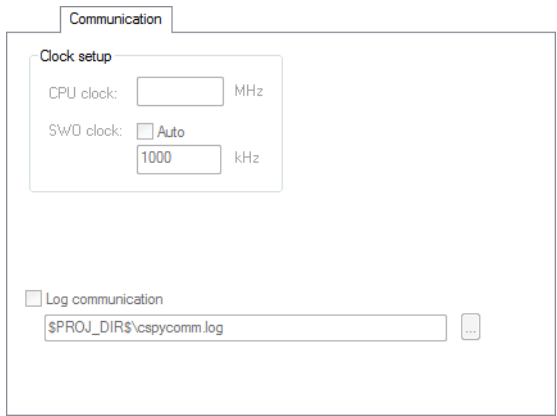 Communication
Clock setup
CPU clock: MHz
SWO clock: Auto
1000 kHz
Log communication
$PROJ_DIR$\cspycomm.log
...